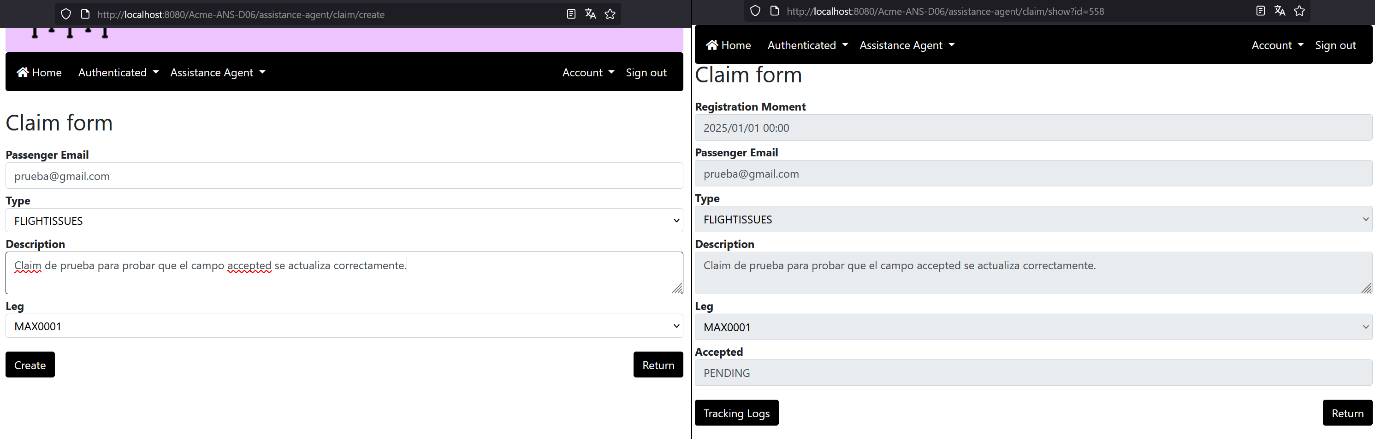 http://localhost:8080/Acme-ANS-D06/assistance-agent/claim/create
Home Authenticated Assistance Agent Account Sign out
Claim form
Passenger Email
prueba@gmail.com
Type
FLIGHTISSUES
Description
Claim de prueba para probar que el campo accepted se actualiza correctamente.
Leg
MAX0001
Create Return
http://localhost:8080/Acme-ANS-D06/assistance-agent/claim/show?id=558
Home Authenticated Assistance Agent Account Sign out
Claim form
Registration Moment
2025/01/01 00:00
Passenger Email
prueba@gmail.com
Type
FLIGHTISSUES
Description
Claim de prueba para probar que el campo accepted se actualiza correctamente.
Leg
MAX0001
Accepted
PENDING
Tracking Logs Return